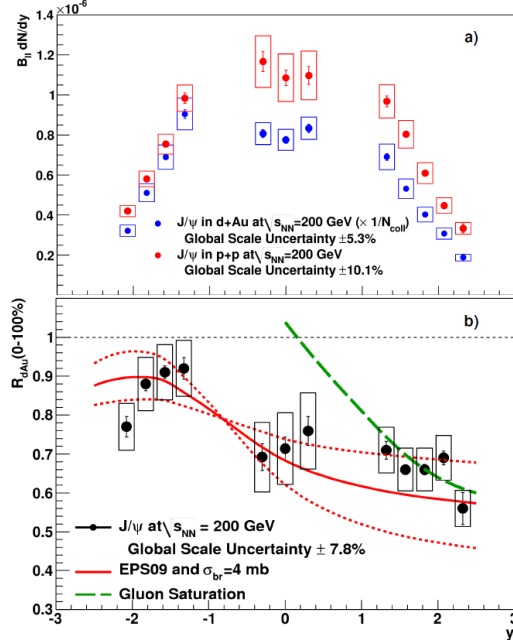 ×10⁻⁶
B_ll dN/dy
1.4
1.2
1
0.8
0.6
0.4
0.2
a)
J/ψ in d+Au at √s_NN=200 GeV (× 1/N_coll)
Global Scale Uncertainty ±5.3%
J/ψ in p+p at √s_NN=200 GeV
Global Scale Uncertainty ±10.1%
R_dAu(0-100%)
b)
1
0.9
0.8
0.7
0.6
0.5
0.4
0.3
J/ψ at √s_NN = 200 GeV
Global Scale Uncertainty ± 7.8%
EPS09 and σ_br=4 mb
Gluon Saturation
-3 -2 -1 0 1 2 3
y